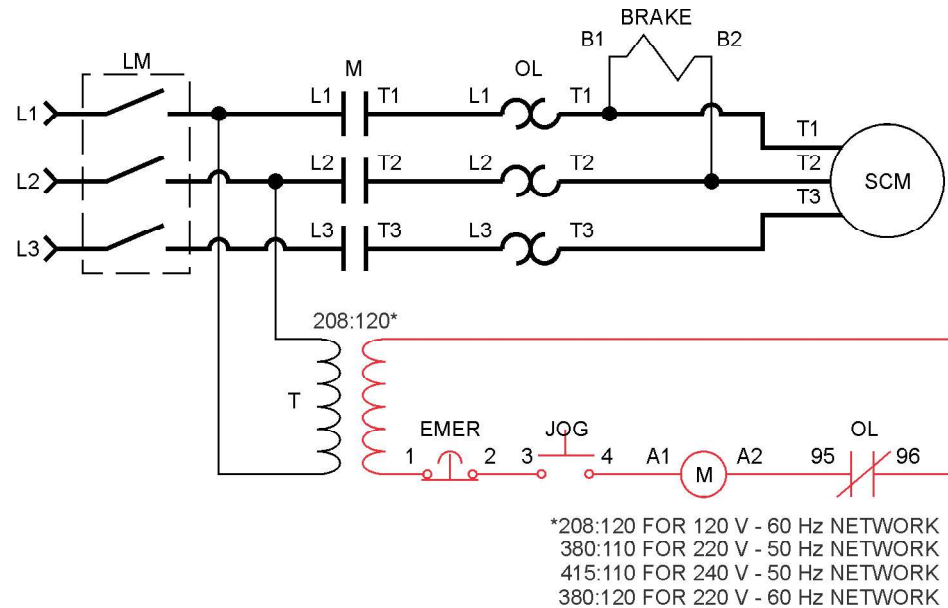 BRAKE
B1 B2
LM
M
OL
L1 L1 T1 L1 T1
T1
L2 L2 T2 L2 T2 T2
SCM
T3
L3 L3 T3 L3 T3
208:120*
T
EMER JOG OL
1 2 3 4 A1 M A2 95 96
*208:120 FOR 120 V - 60 Hz NETWORK
380:110 FOR 220 V - 50 Hz NETWORK
415:110 FOR 240 V - 50 Hz NETWORK
380:120 FOR 220 V - 60 Hz NETWORK